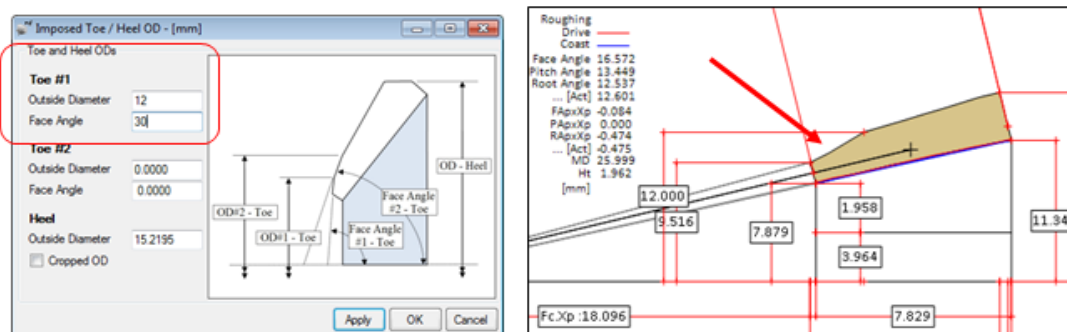 Imposed Toe / Heel OD - [mm]
Toe and Heel ODs
Toe #1
Outside Diameter 12
Face Angle 30
Toe #2
Outside Diameter 0.0000
Face Angle 0.0000
Heel
Outside Diameter 15.2195
Cropped OD
OD - Heel
Face Angle
#2 - Toe
OD#2 - Toe
Face Angle
#1 - Toe
OD#1 - Toe
Apply OK Cancel
Roughing
Drive
Coast
Face Angle 16.572
Pitch Angle 13.449
Root Angle 12.537
... [Act] 12.601
FApxXp -0.084
PApxXp 0.000
RApxXp -0.474
... [Act] -0.475
MD 25.999
Ht 1.962
[mm]
12.000
9.516
7.879
1.958
3.964
11.34
Fc.Xp :18.096
7.829